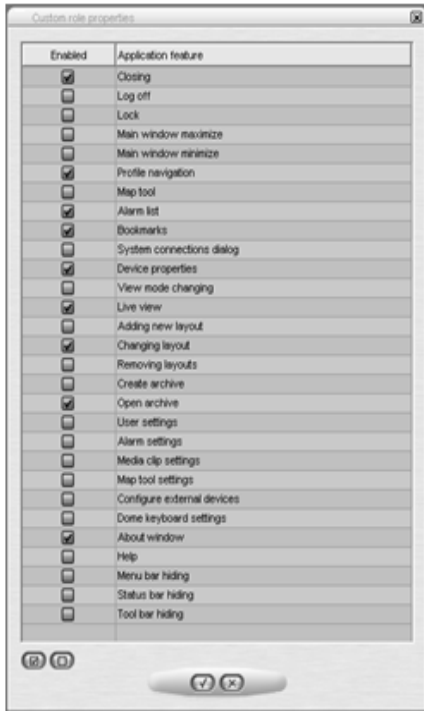 Custom role properties
Enabled Application feature
Closing
Log off
Lock
Main window maximize
Main window minimize
Profile navigation
Map tool
Alarm list
Bookmarks
System connections dialog
Device properties
View mode changing
Live view
Adding new layout
Changing layout
Removing layouts
Create archive
Open archive
User settings
Alarm settings
Media clip settings
Map tool settings
Configure external devices
Dome keyboard settings
About window
Help
Menu bar hiding
Status bar hiding
Tool bar hiding